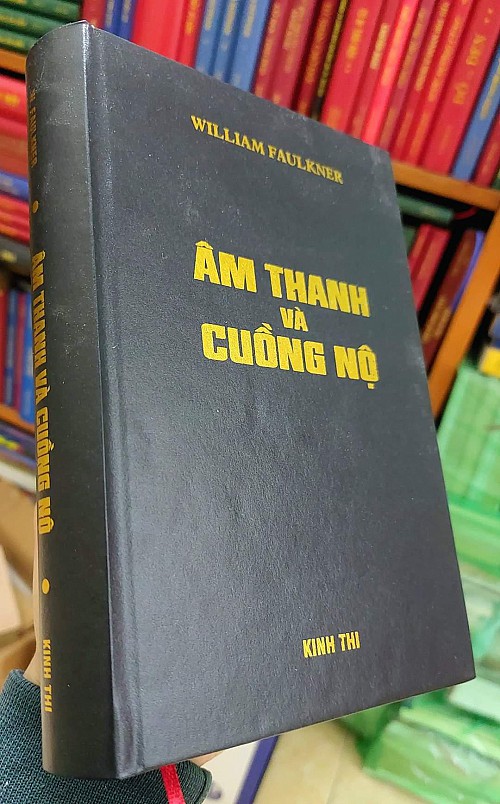 WILLIAM FAULKNER
ÂM THANH
VÀ
CUỒNG NỘ
KINH THI
ÂM THANH VÀ CUỒNG NỘ
KINH THI